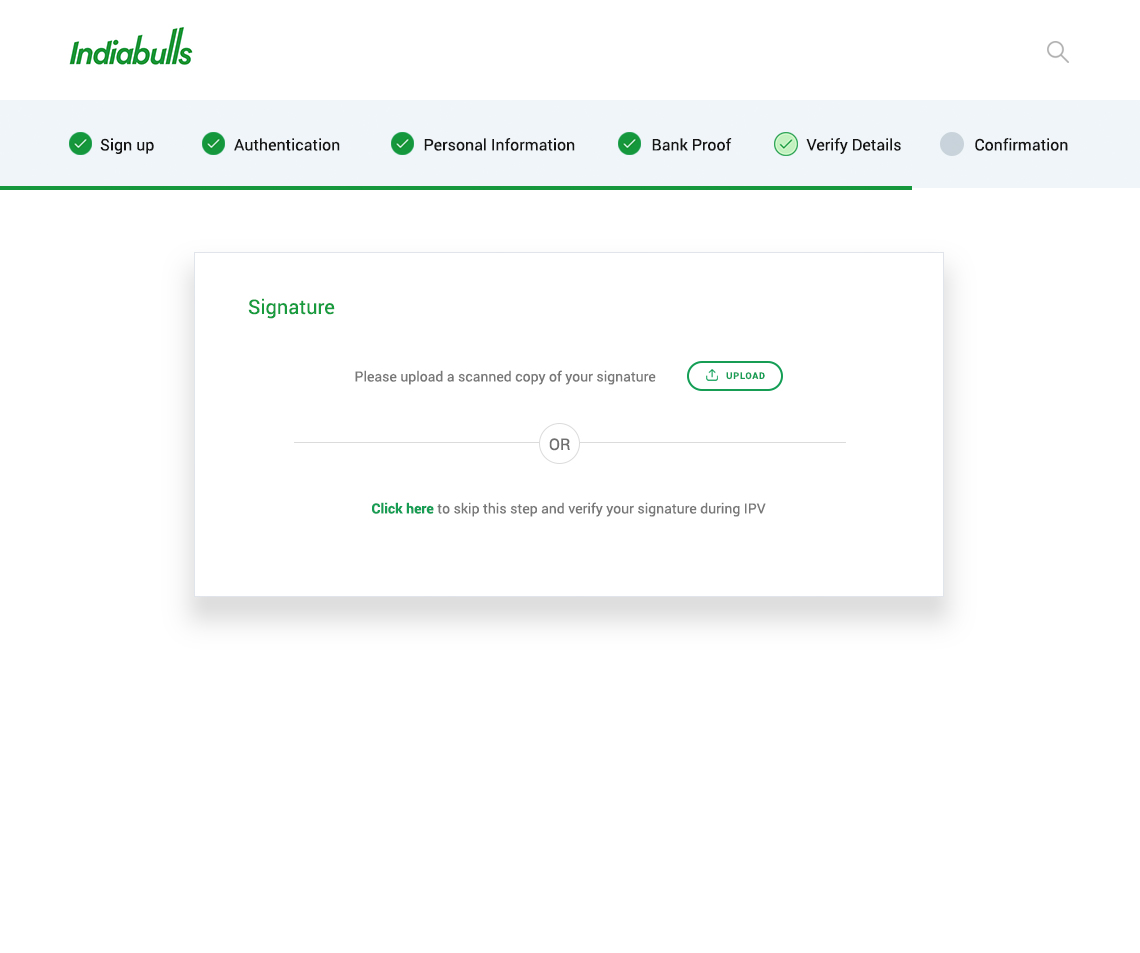 Indiabulls
Sign up Authentication Personal Information Bank Proof Verify Details Confirmation
Signature
Please upload a scanned copy of your signature UPLOAD
OR
Click here to skip this step and verify your signature during IPV